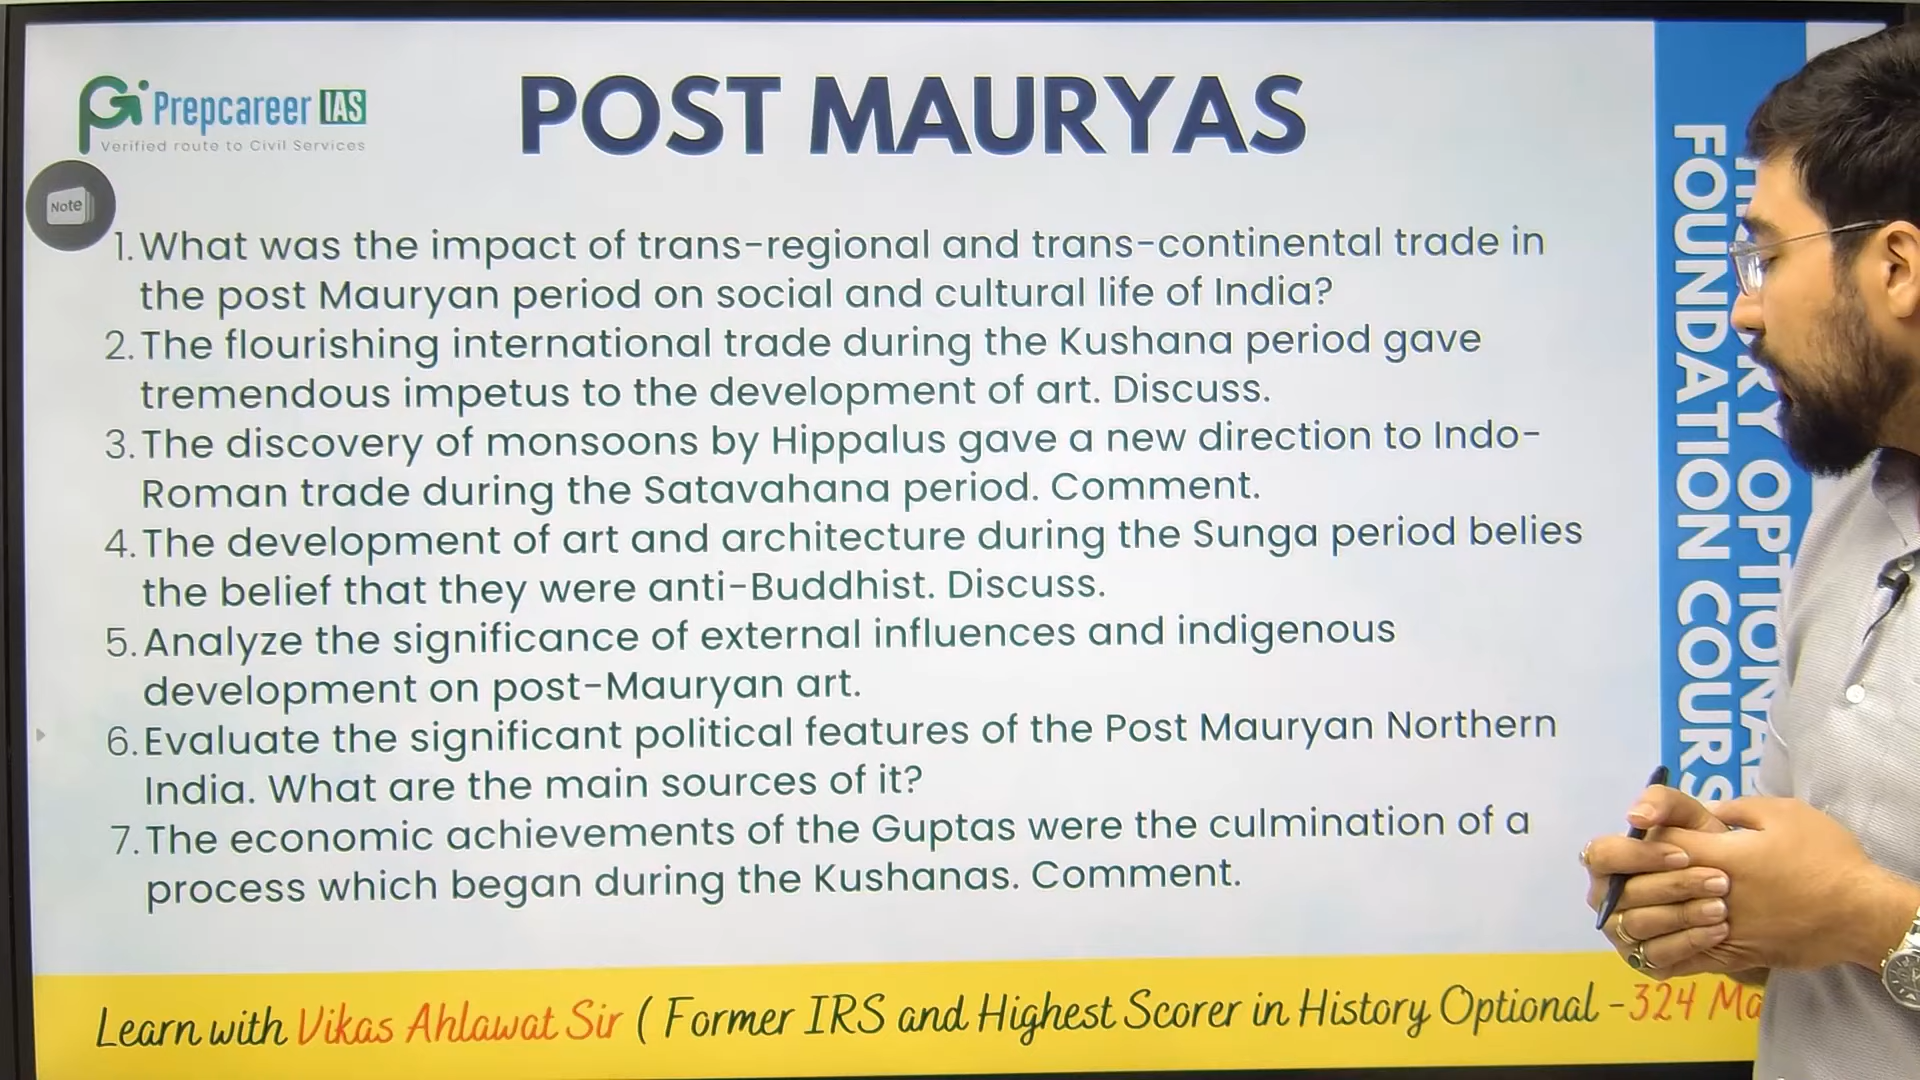 Prepcareer IAS
Verified route to Civil Services
POST MAURYAS
Note
1. What was the impact of trans-regional and trans-continental trade in
the post Mauryan period on social and cultural life of India?
2. The flourishing international trade during the Kushana period gave
tremendous impetus to the development of art. Discuss.
3. The discovery of monsoons by Hippalus gave a new direction to Indo-
Roman trade during the Satavahana period. Comment.
4. The development of art and architecture during the Sunga period belies
the belief that they were anti-Buddhist. Discuss.
5. Analyze the significance of external influences and indigenous
development on post-Mauryan art.
6. Evaluate the significant political features of the Post Mauryan Northern
India. What are the main sources of it?
7. The economic achievements of the Guptas were the culmination of a
process which began during the Kushanas. Comment.
Learn with Vikas Ahlawat Sir ( Former IRS and Highest Scorer in History Optional - 324 Ma
OPTIONAL
FOUNDATION COURS